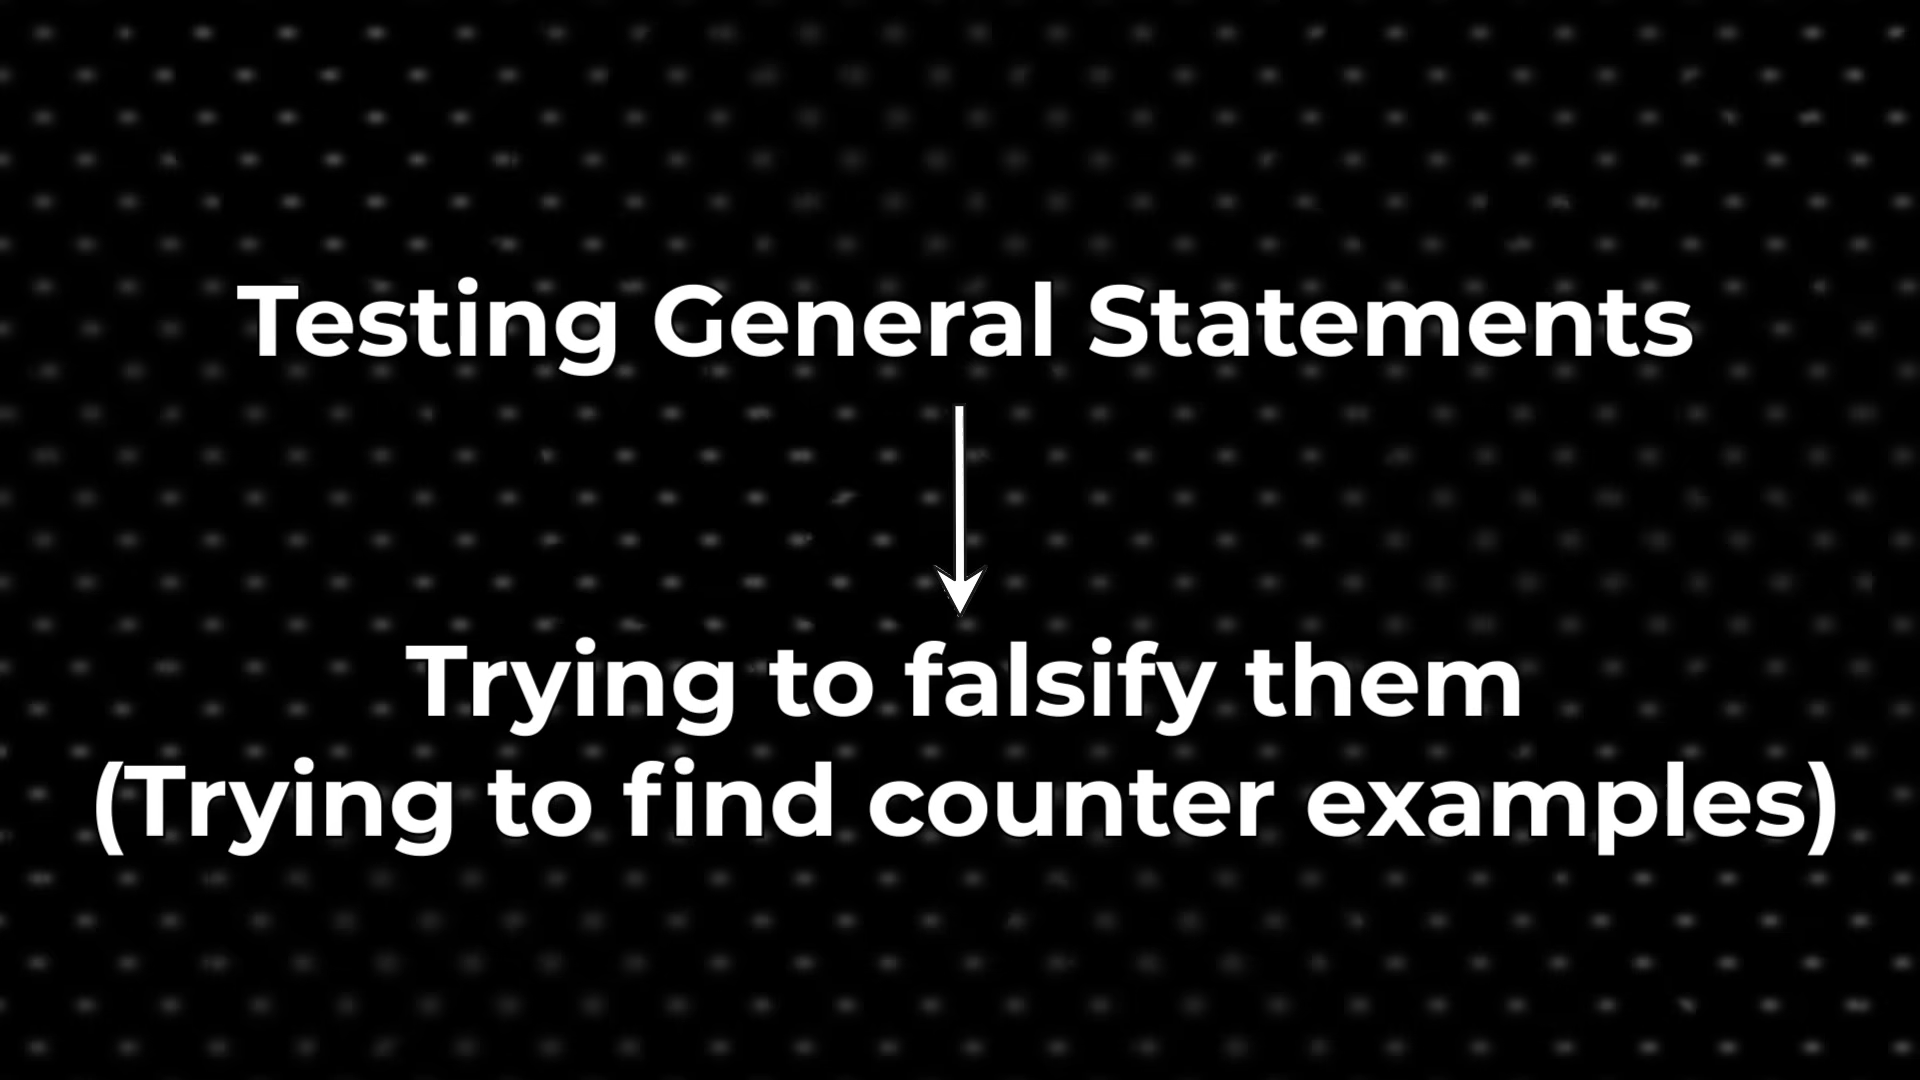 Testing General Statements
Trying to falsify them
(Trying to find counter examples)